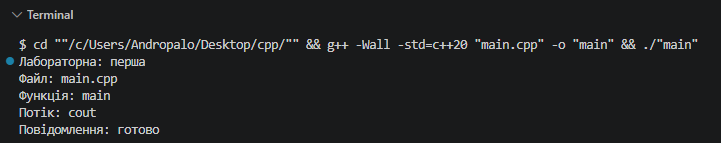 Terminal
$ cd ""/c/Users/Andropalo/Desktop/cpp/"" && g++ -Wall -std=c++20 "main.cpp" -o "main" && ./"main"
Лабораторна: перша
Файл: main.cpp
Функція: main
Потік: cout
Повідомлення: готово